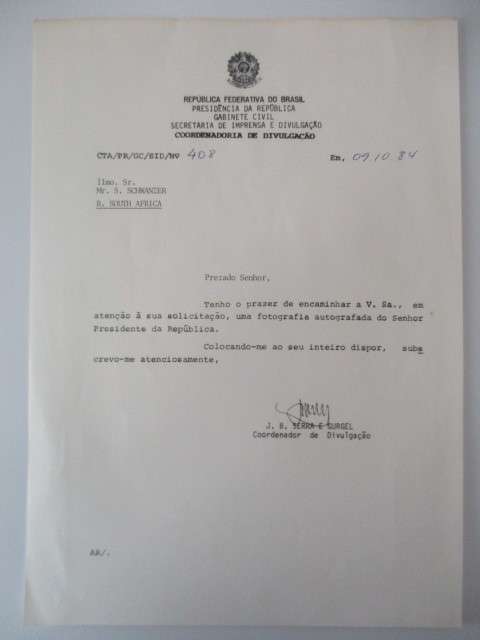 REPÚBLICA FEDERATIVA DO BRASIL
PRESIDÊNCIA DA REPÚBLICA
GABINETE CIVIL
SECRETARIA DE IMPRENSA E DIVULGAÇÃO
COORDENADORIA DE DIVULGAÇÃO
CTA/PR/GC/SID/Nº 408 Em, 09.10.84
Ilmo. Sr.
Mr. S. SCHWANZER
R. SOUTH AFRICA
Prezado Senhor,
Tenho o prazer de encaminhar a V. Sa., em
atenção à sua solicitação, uma fotografia autografada do Senhor
Presidente da República.
Colocando-me ao seu inteiro dispor, subs
crevo-me atenciosamente,
J. B. SERRA E GURGEL
Coordenador de Divulgação
AA/.